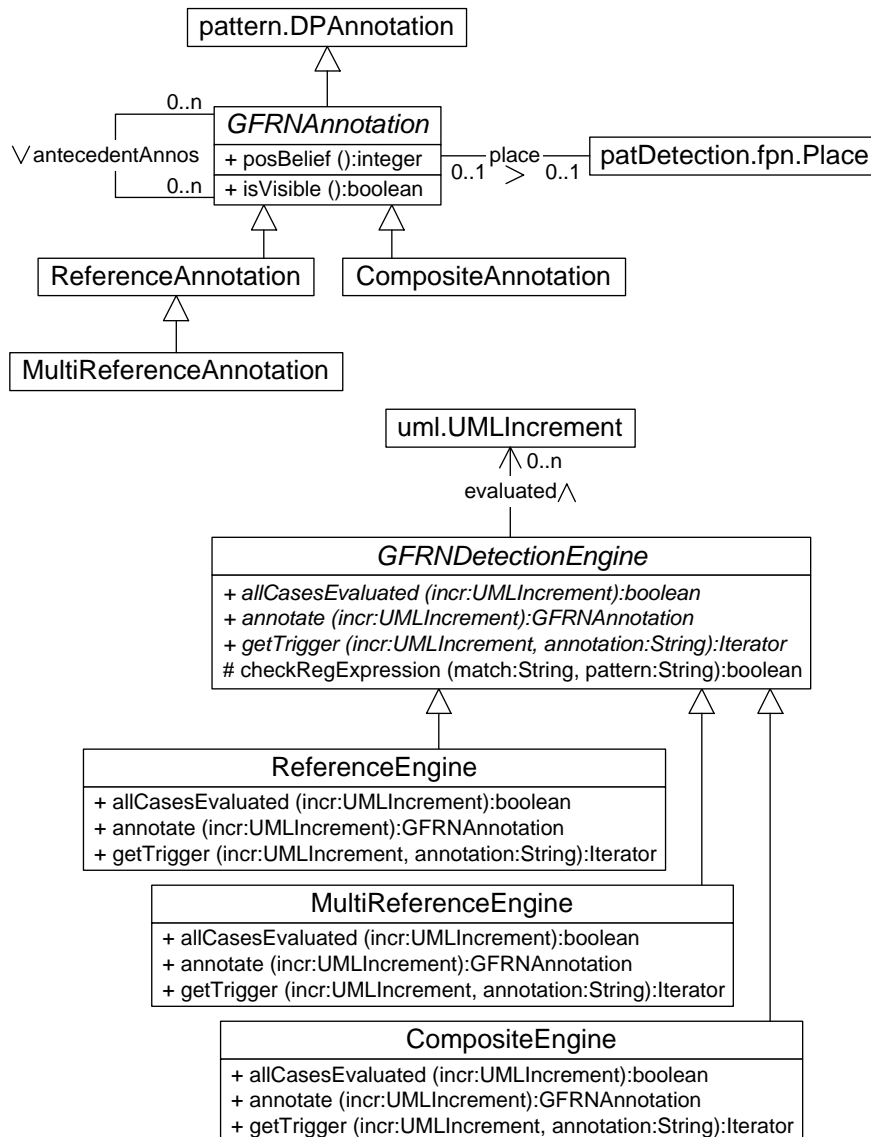 pattern.DPAnnotation
0..n
GFRNAnnotation
antecedentAnnos
+ posBelief ():integer
place
patDetection.fpn.Place
0..1
0..1
0..n
+ isVisible ():boolean
ReferenceAnnotation
CompositeAnnotation
MultiReferenceAnnotation
uml.UMLIncrement
0..n
evaluated
GFRNDetectionEngine
+ allCasesEvaluated (incr:UMLIncrement):boolean
+ annotate (incr:UMLIncrement):GFRNAnnotation
+ getTrigger (incr:UMLIncrement, annotation:String):Iterator
# checkRegExpression (match:String, pattern:String):boolean
ReferenceEngine
+ allCasesEvaluated (incr:UMLIncrement):boolean
+ annotate (incr:UMLIncrement):GFRNAnnotation
+ getTrigger (incr:UMLIncrement, annotation:String):Iterator
MultiReferenceEngine
+ allCasesEvaluated (incr:UMLIncrement):boolean
+ annotate (incr:UMLIncrement):GFRNAnnotation
+ getTrigger (incr:UMLIncrement, annotation:String):Iterator
CompositeEngine
+ allCasesEvaluated (incr:UMLIncrement):boolean
+ annotate (incr:UMLIncrement):GFRNAnnotation
+ getTrigger (incr:UMLIncrement, annotation:String):Iterator